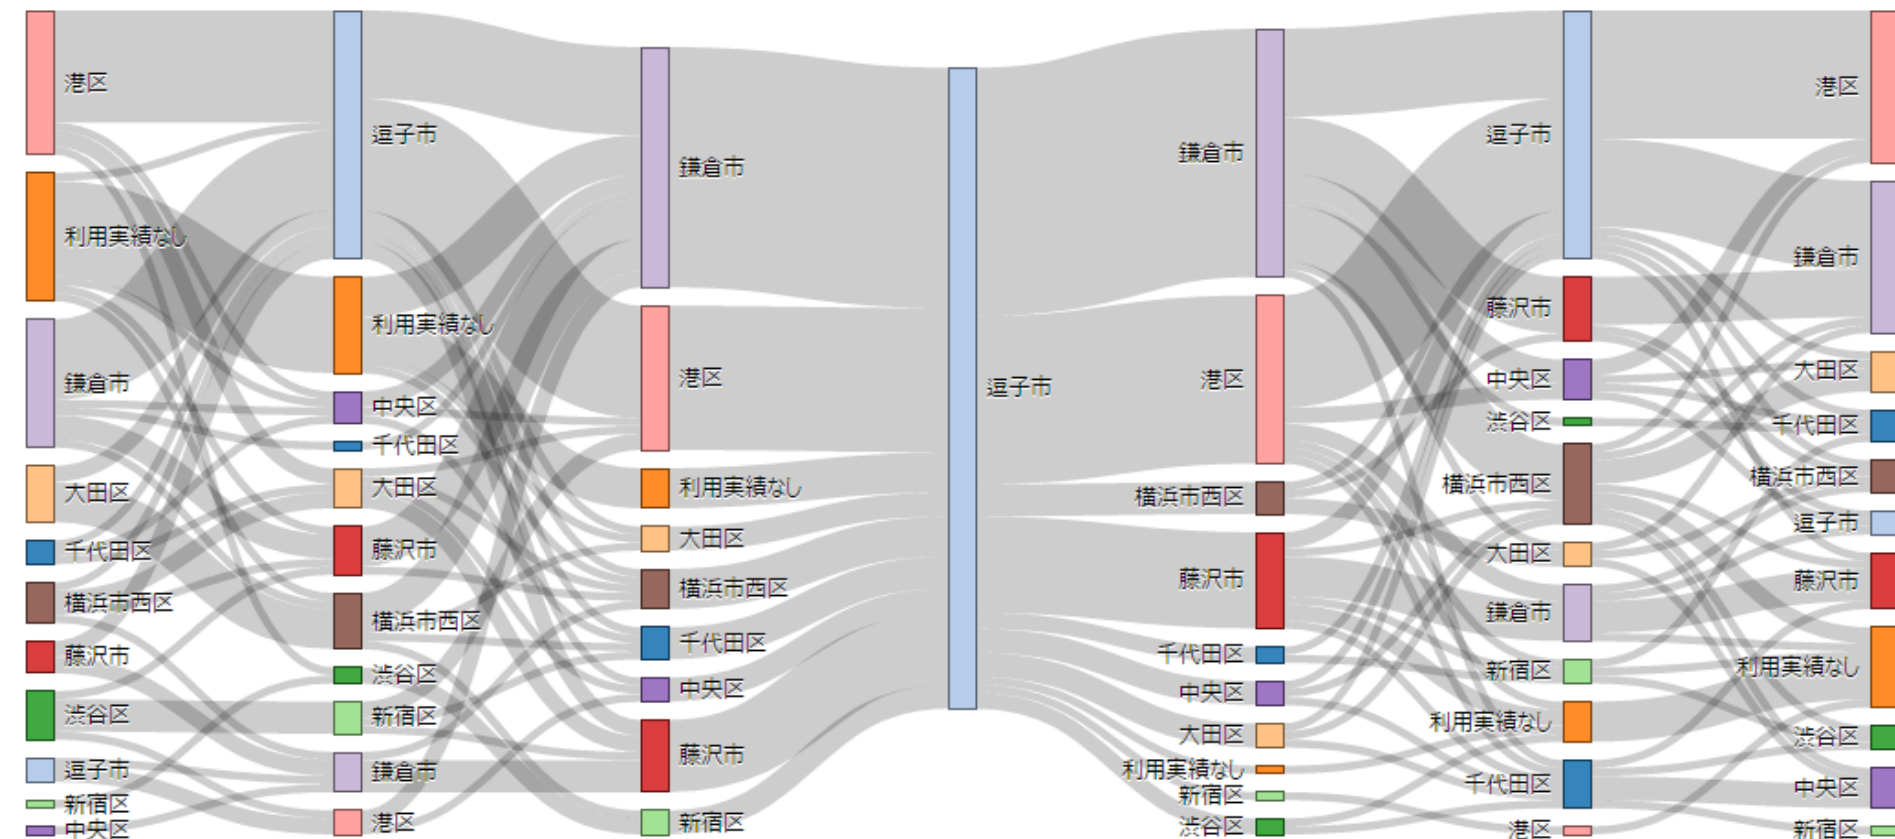 港区
利用実績なし
鎌倉市
大田区
千代田区
横浜市西区
藤沢市
渋谷区
逗子市
新宿区
中央区
逗子市
利用実績なし
中央区
千代田区
大田区
藤沢市
横浜市西区
渋谷区
新宿区
鎌倉市
港区
鎌倉市
港区
利用実績なし
大田区
横浜市西区
千代田区
中央区
藤沢市
新宿区
逗子市
鎌倉市
港区
横浜市西区
藤沢市
千代田区
中央区
大田区
利用実績なし
新宿区
渋谷区
逗子市
藤沢市
中央区
渋谷区
横浜市西区
大田区
鎌倉市
新宿区
利用実績なし
千代田区
港区
港区
鎌倉市
大田区
千代田区
横浜市西区
逗子市
藤沢市
利用実績なし
渋谷区
中央区
新宿区